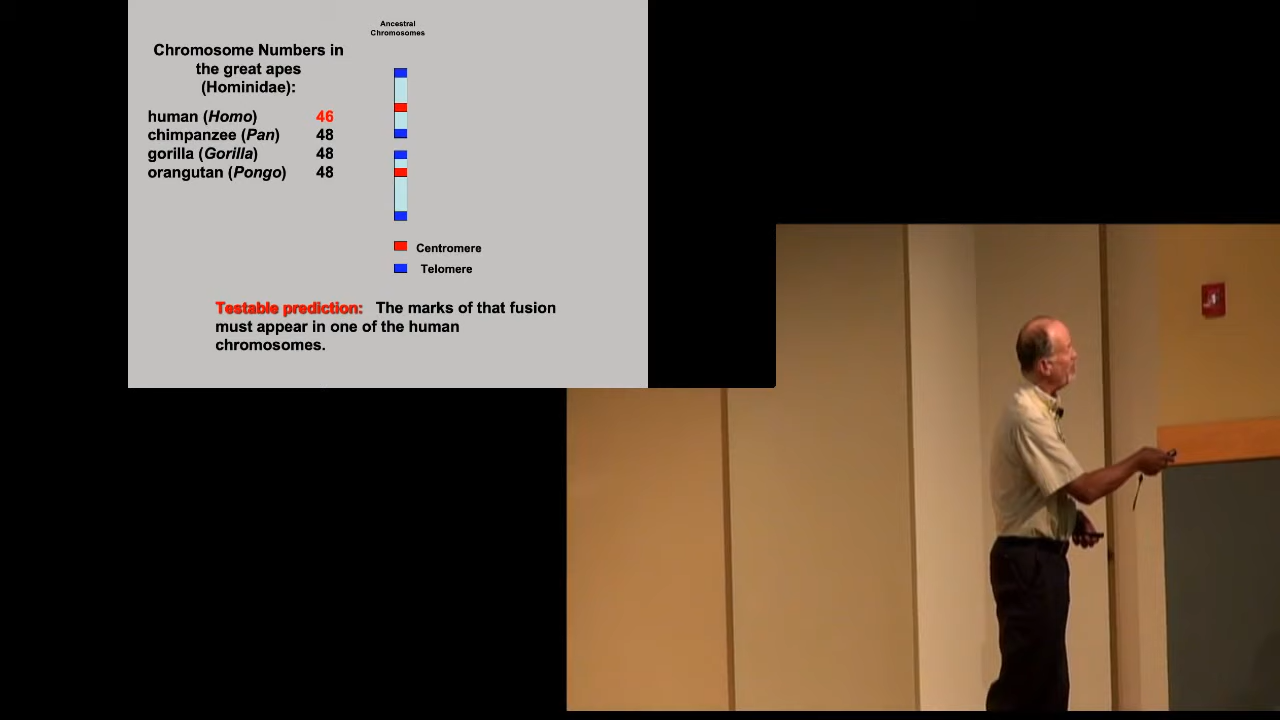 Ancestral
Chromosomes
Chromosome Numbers in
the great apes
(Hominidae):
human (Homo) 46
chimpanzee (Pan) 48
gorilla (Gorilla) 48
orangutan (Pongo) 48
Centromere
Telomere
Testable prediction: The marks of that fusion
must appear in one of the human
chromosomes.